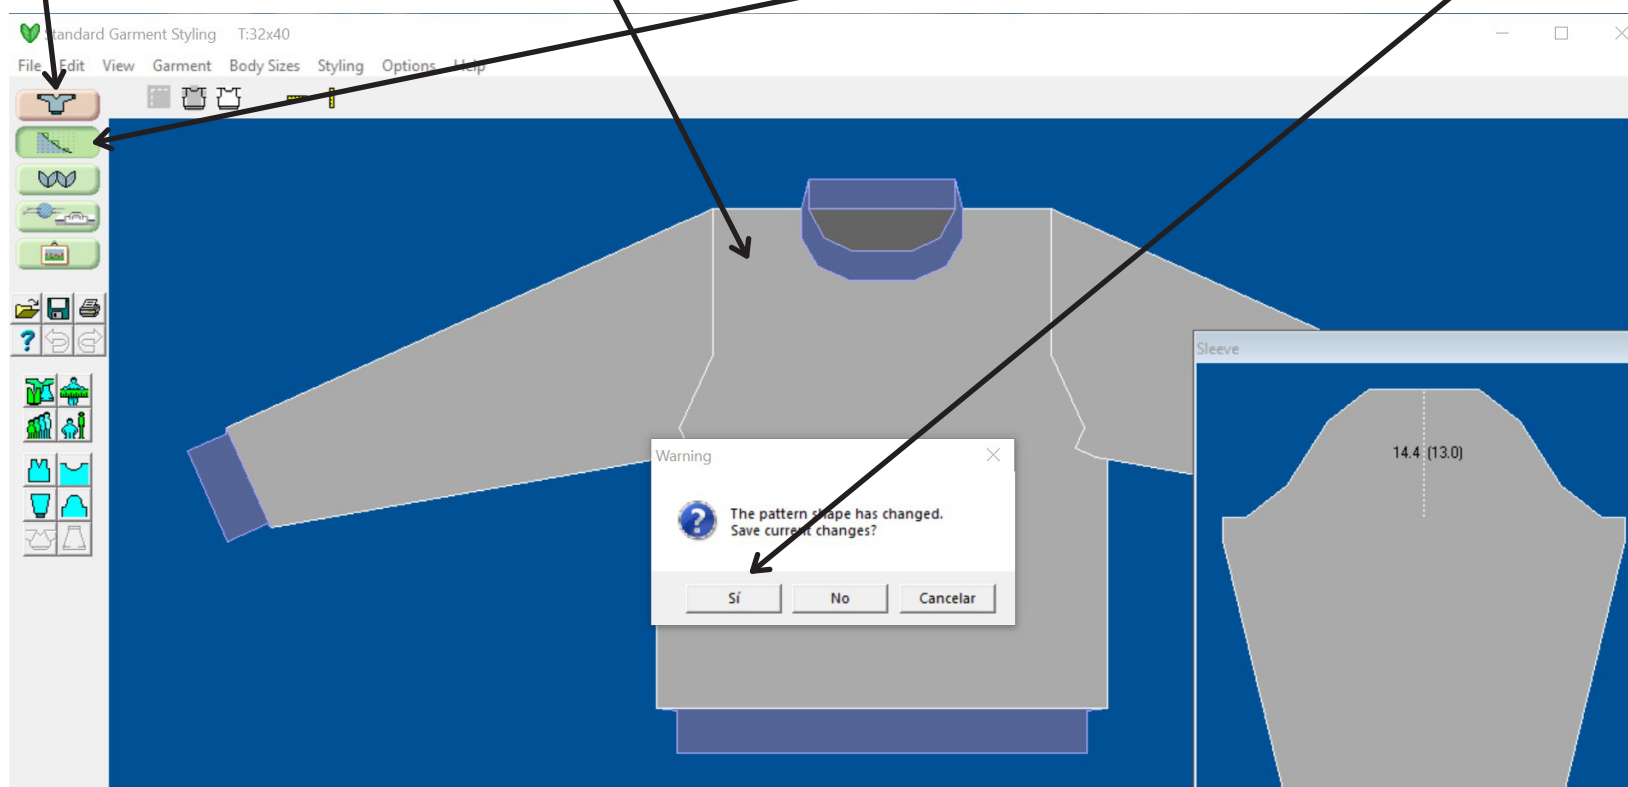 Standard Garment Styling T:32x40
File Edit View Garment Body Sizes Styling Options Help
Sleeve
14.4 (13.0)
Warning
The pattern shape has changed.
Save current changes?
Sí No Cancelar